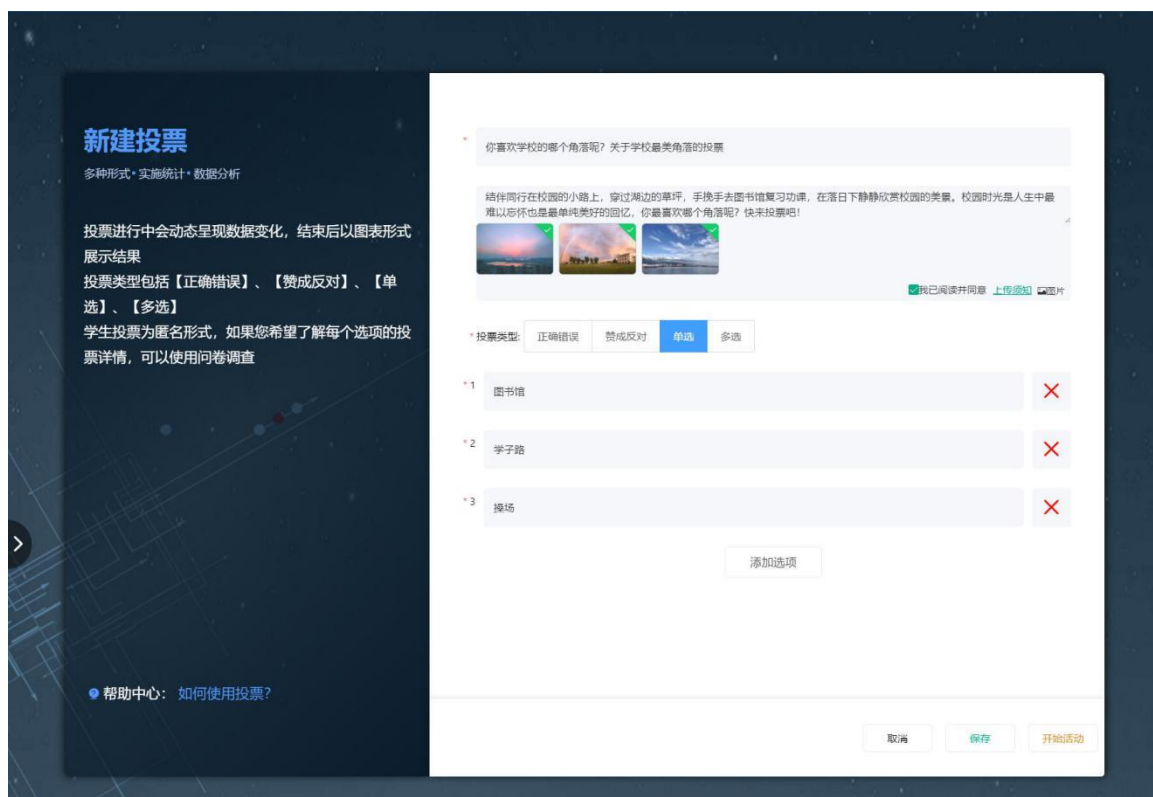 新建投票
多种形式•实施统计•数据分析
投票进行中会动态呈现数据变化，结束后以图表形式
展示结果
投票类型包括【正确错误】、【赞成反对】、【单
选】、【多选】
学生投票为匿名形式，如果您希望了解每个选项的投
票详情，可以使用问卷调查
帮助中心： 如何使用投票?
* 你喜欢学校的哪个角落呢？关于学校最美角落的投票
结伴同行在校园的小路上，穿过湖边的草坪，手挽手去图书馆复习功课，在落日下静静欣赏校园的美景。校园时光是人生中最
难以忘怀也是最单纯美好的回忆，你最喜欢哪个角落呢？快来投票吧！
我已阅读并同意 上传须知 图片
*投票类型: 正确错误 赞成反对 单选 多选
*1 图书馆
*2 学子路
*3 操场
添加选项
取消 保存 开始活动